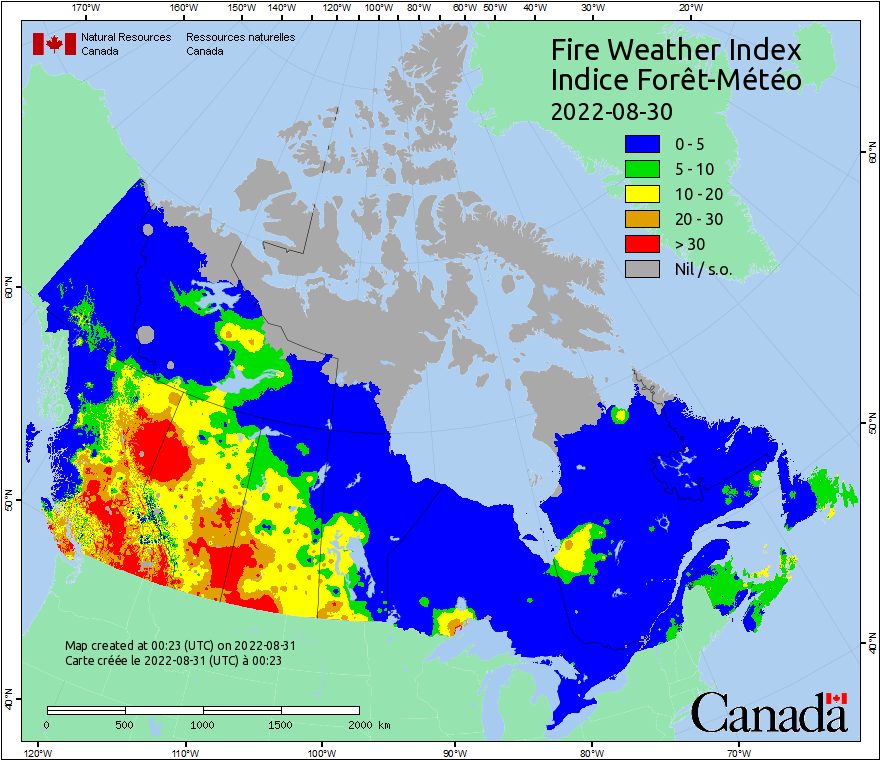 170°W 160°W 150°W 140°W 120°W 100°W 80°W 60°W 50°W 40°W 30°W 20°W
Natural Resources Ressources naturelles
Canada Canada
Fire Weather Index
Indice Forêt-Météo
2022-08-30
0 - 5
5 - 10
10 - 20
20 - 30
> 30
Nil / s.o.
60°N 60°N
50°N 50°N
40°N 40°N
Map created at 00:23 (UTC) on 2022-08-31
Carte créée le 2022-08-31 (UTC) à 00:23
0 500 1000 1500 2000 km
Canada
120°W 110°W 100°W 90°W 80°W 70°W